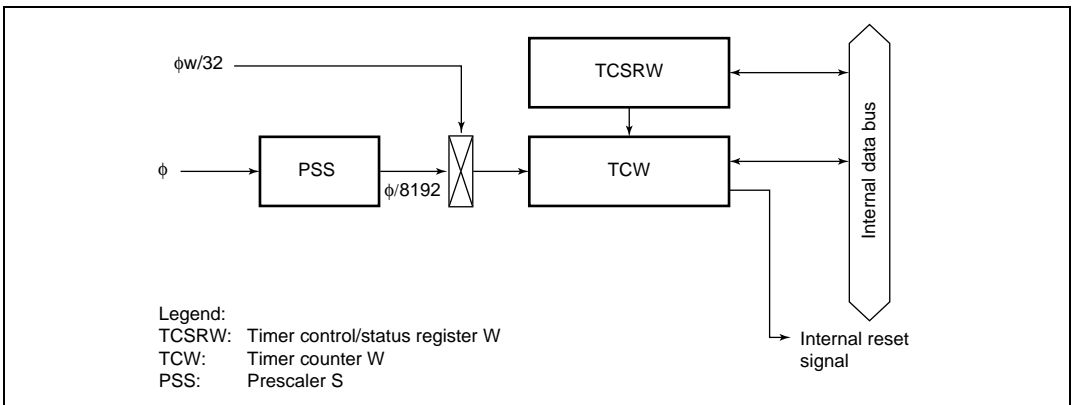 ϕw/32
TCSRW
ϕ
PSS
ϕ/8192
TCW
Internal data bus
Legend:
TCSRW: Timer control/status register W
TCW: Timer counter W
PSS: Prescaler S
Internal reset
signal